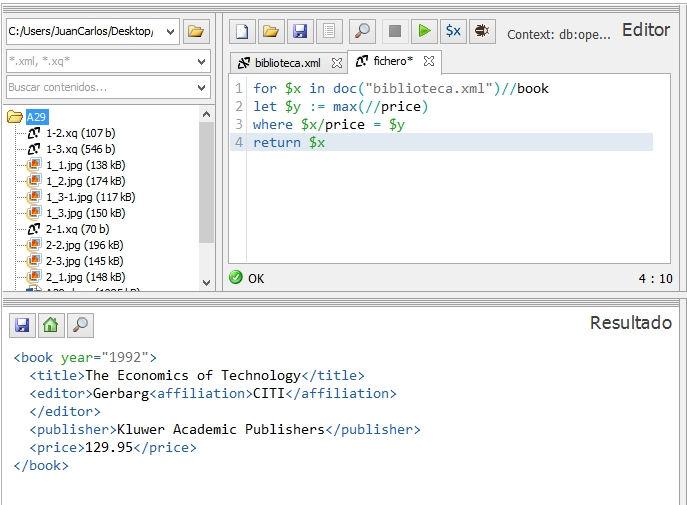 C:/Users/JuanCarlos/Desktop/
*.xml, *.xq*
Buscar contenidos...
A29
1-2.xq (107 b)
1-3.xq (546 b)
1_1.jpg (138 kB)
1_2.jpg (174 kB)
1_3-1.jpg (117 kB)
1_3.jpg (150 kB)
2-1.xq (70 b)
2-2.jpg (196 kB)
2-3.jpg (145 kB)
2_1.jpg (148 kB)
$x
Context: db:ope...
Editor
biblioteca.xml
fichero*
1 for $x in doc("biblioteca.xml")//book
2 let $y := max(//price)
3 where $x/price = $y
4 return $x
OK
4 : 10
Resultado
<book year="1992">
<title>The Economics of Technology</title>
<editor>Gerbarg<affiliation>CITI</affiliation>
</editor>
<publisher>Kluwer Academic Publishers</publisher>
<price>129.95</price>
</book>